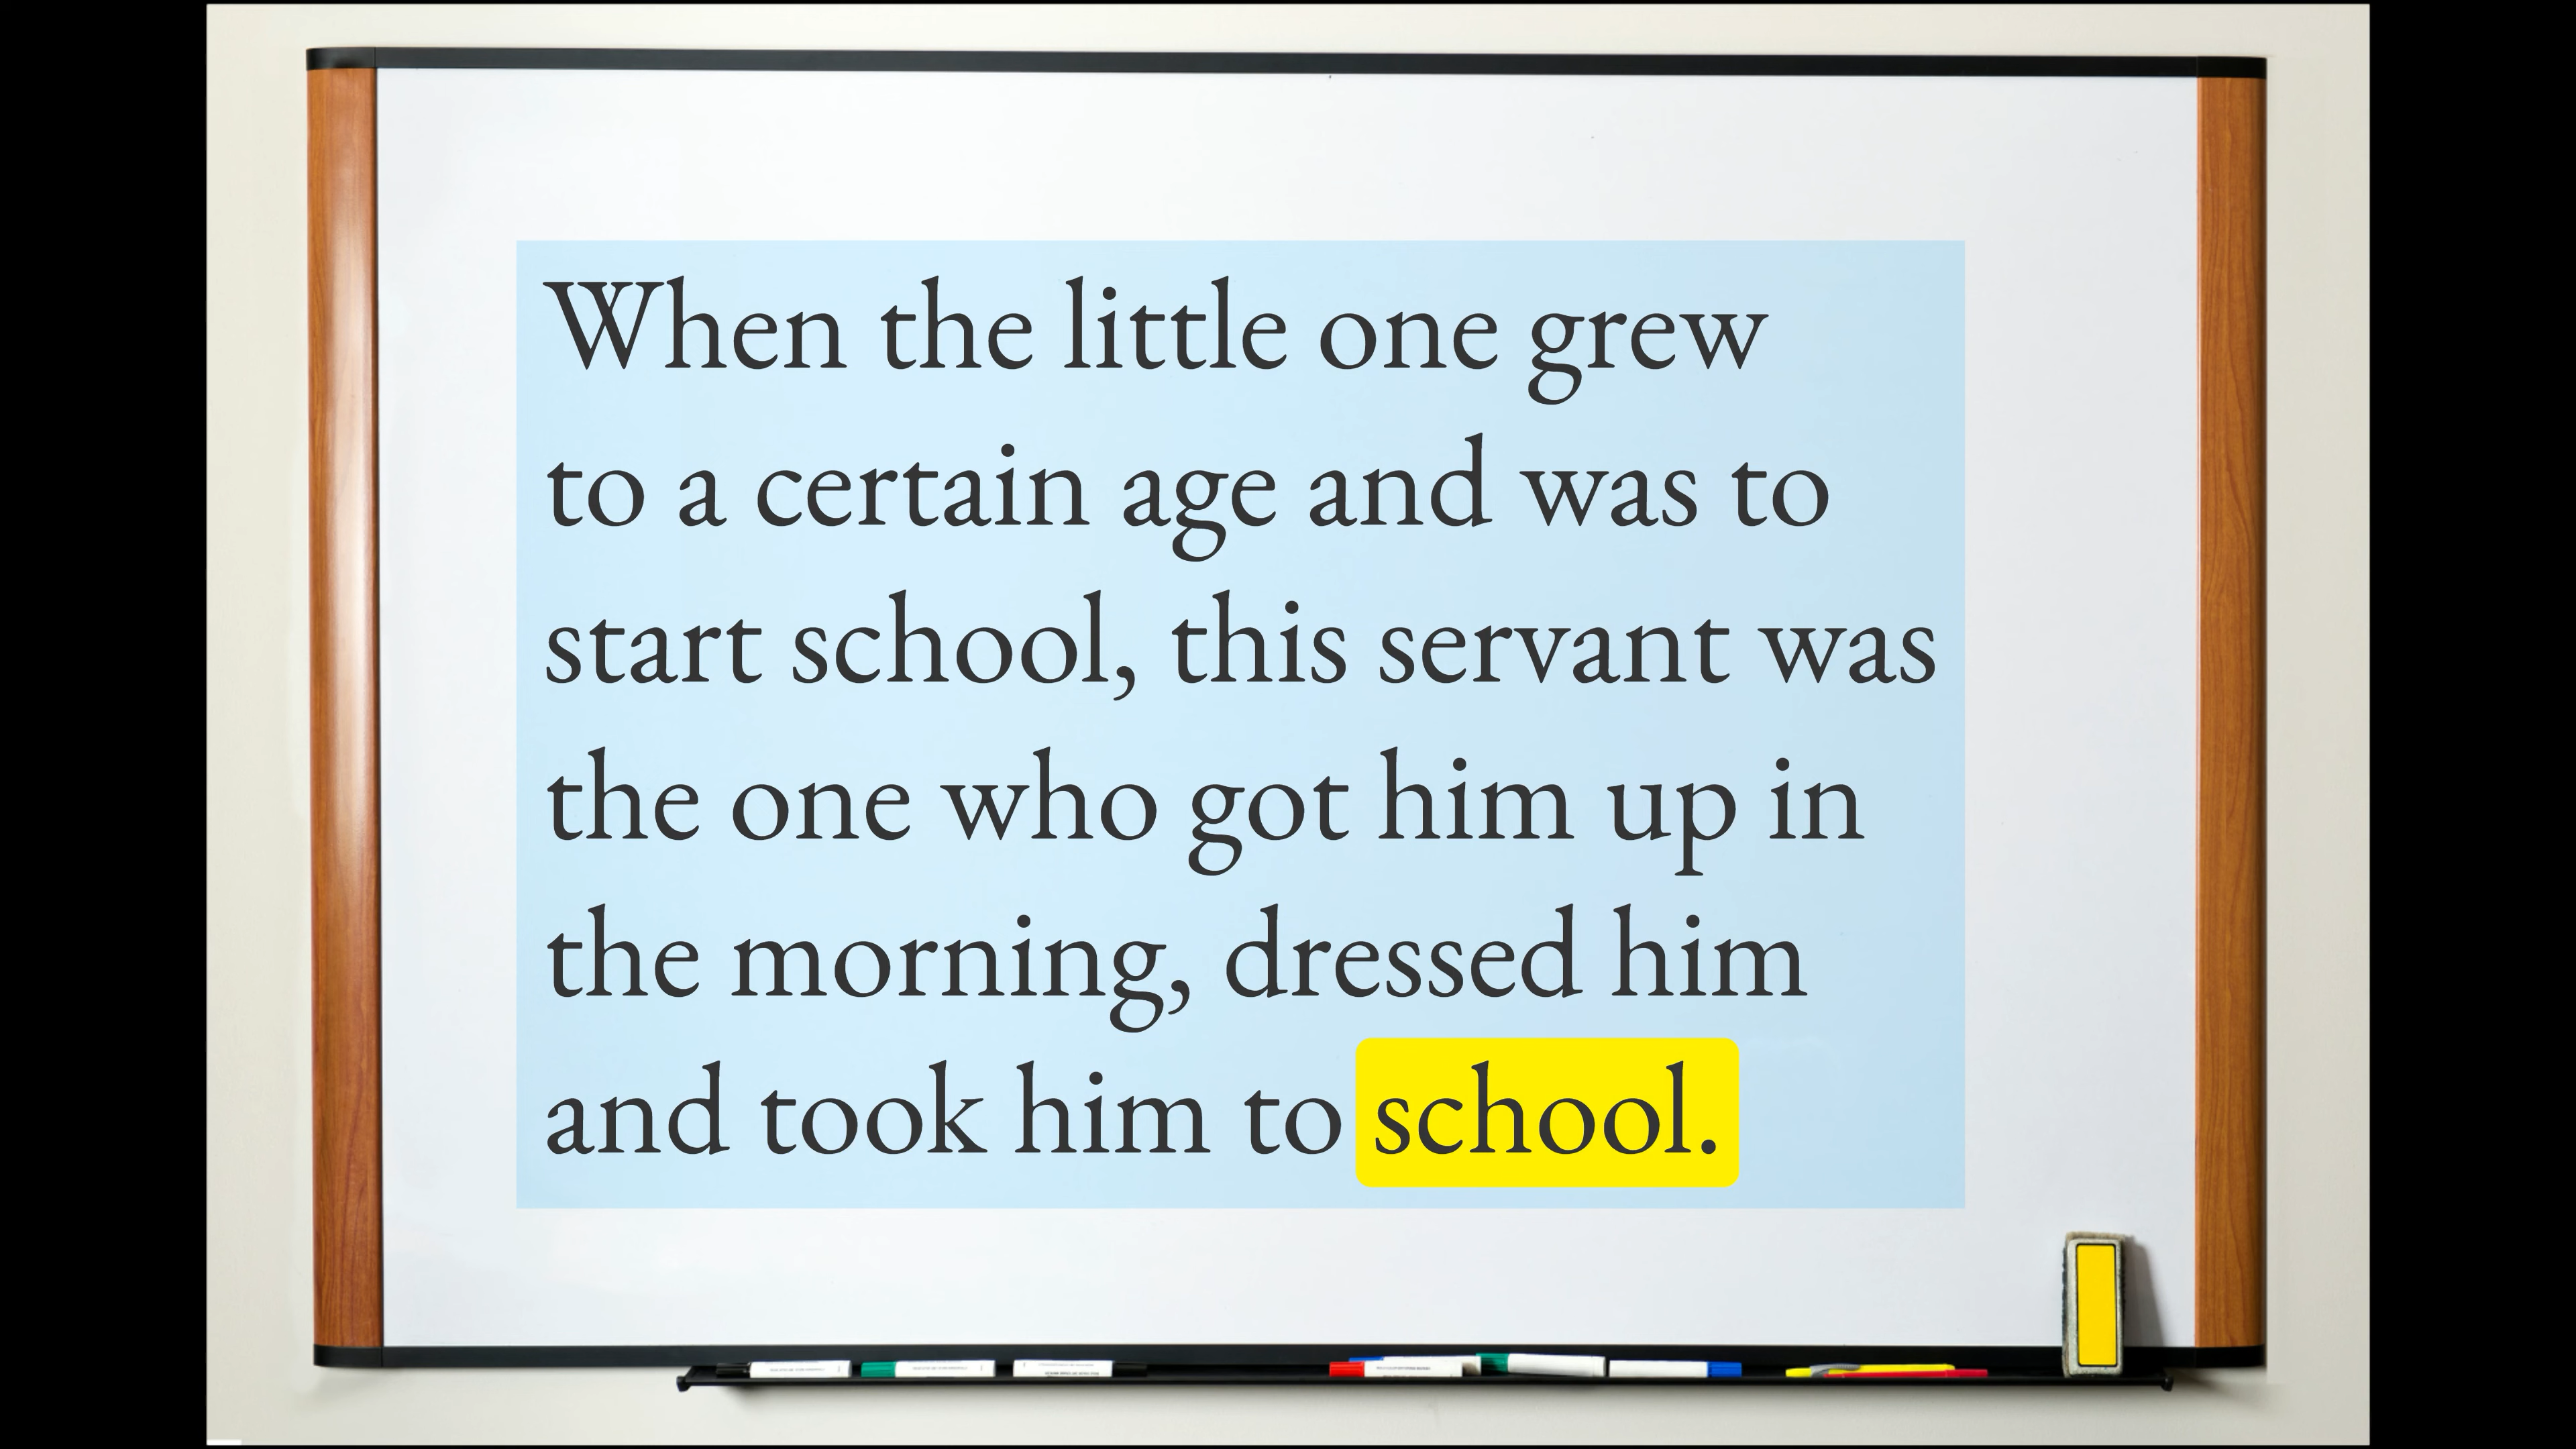 When the little one grew
to a certain age and was to
start school, this servant was
the one who got him up in
the morning, dressed him
and took him to school.